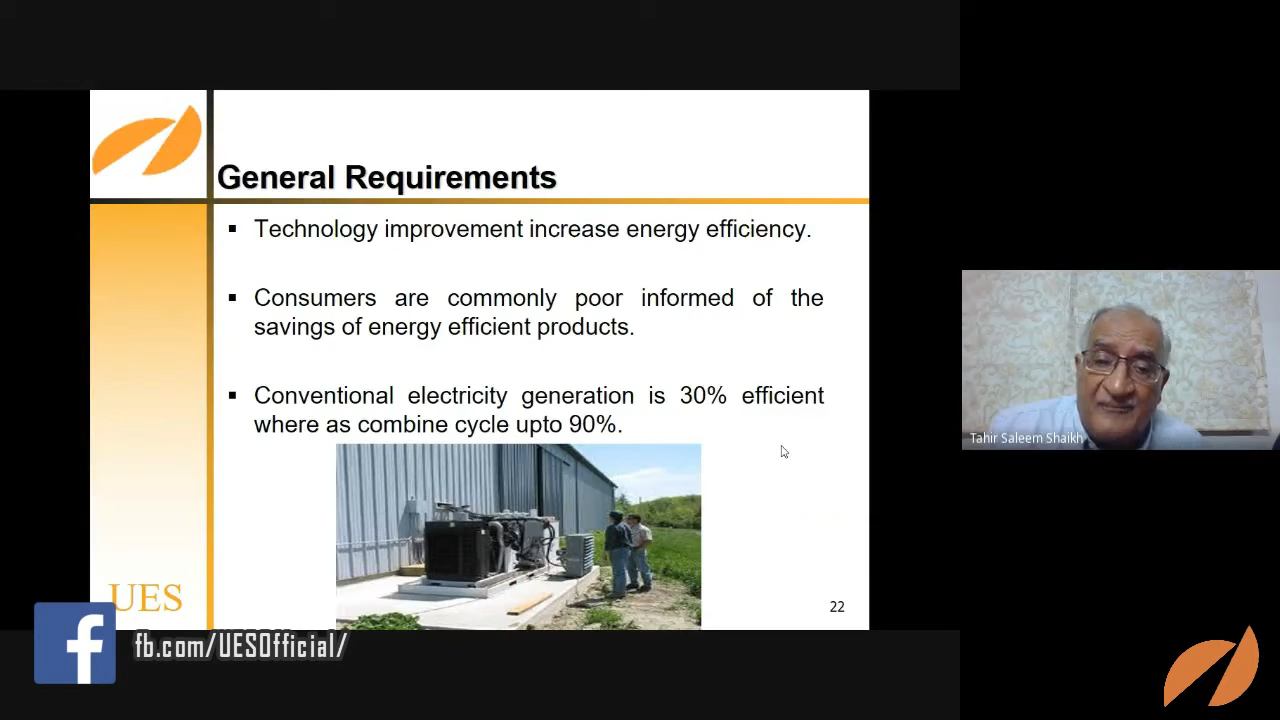 General Requirements
▪ Technology improvement increase energy efficiency.
▪ Consumers are commonly poor informed of the
savings of energy efficient products.
▪ Conventional electricity generation is 30% efficient
where as combine cycle upto 90%.
Tahir Saleem Shaikh
UES
22
fb.com/UESOfficial/